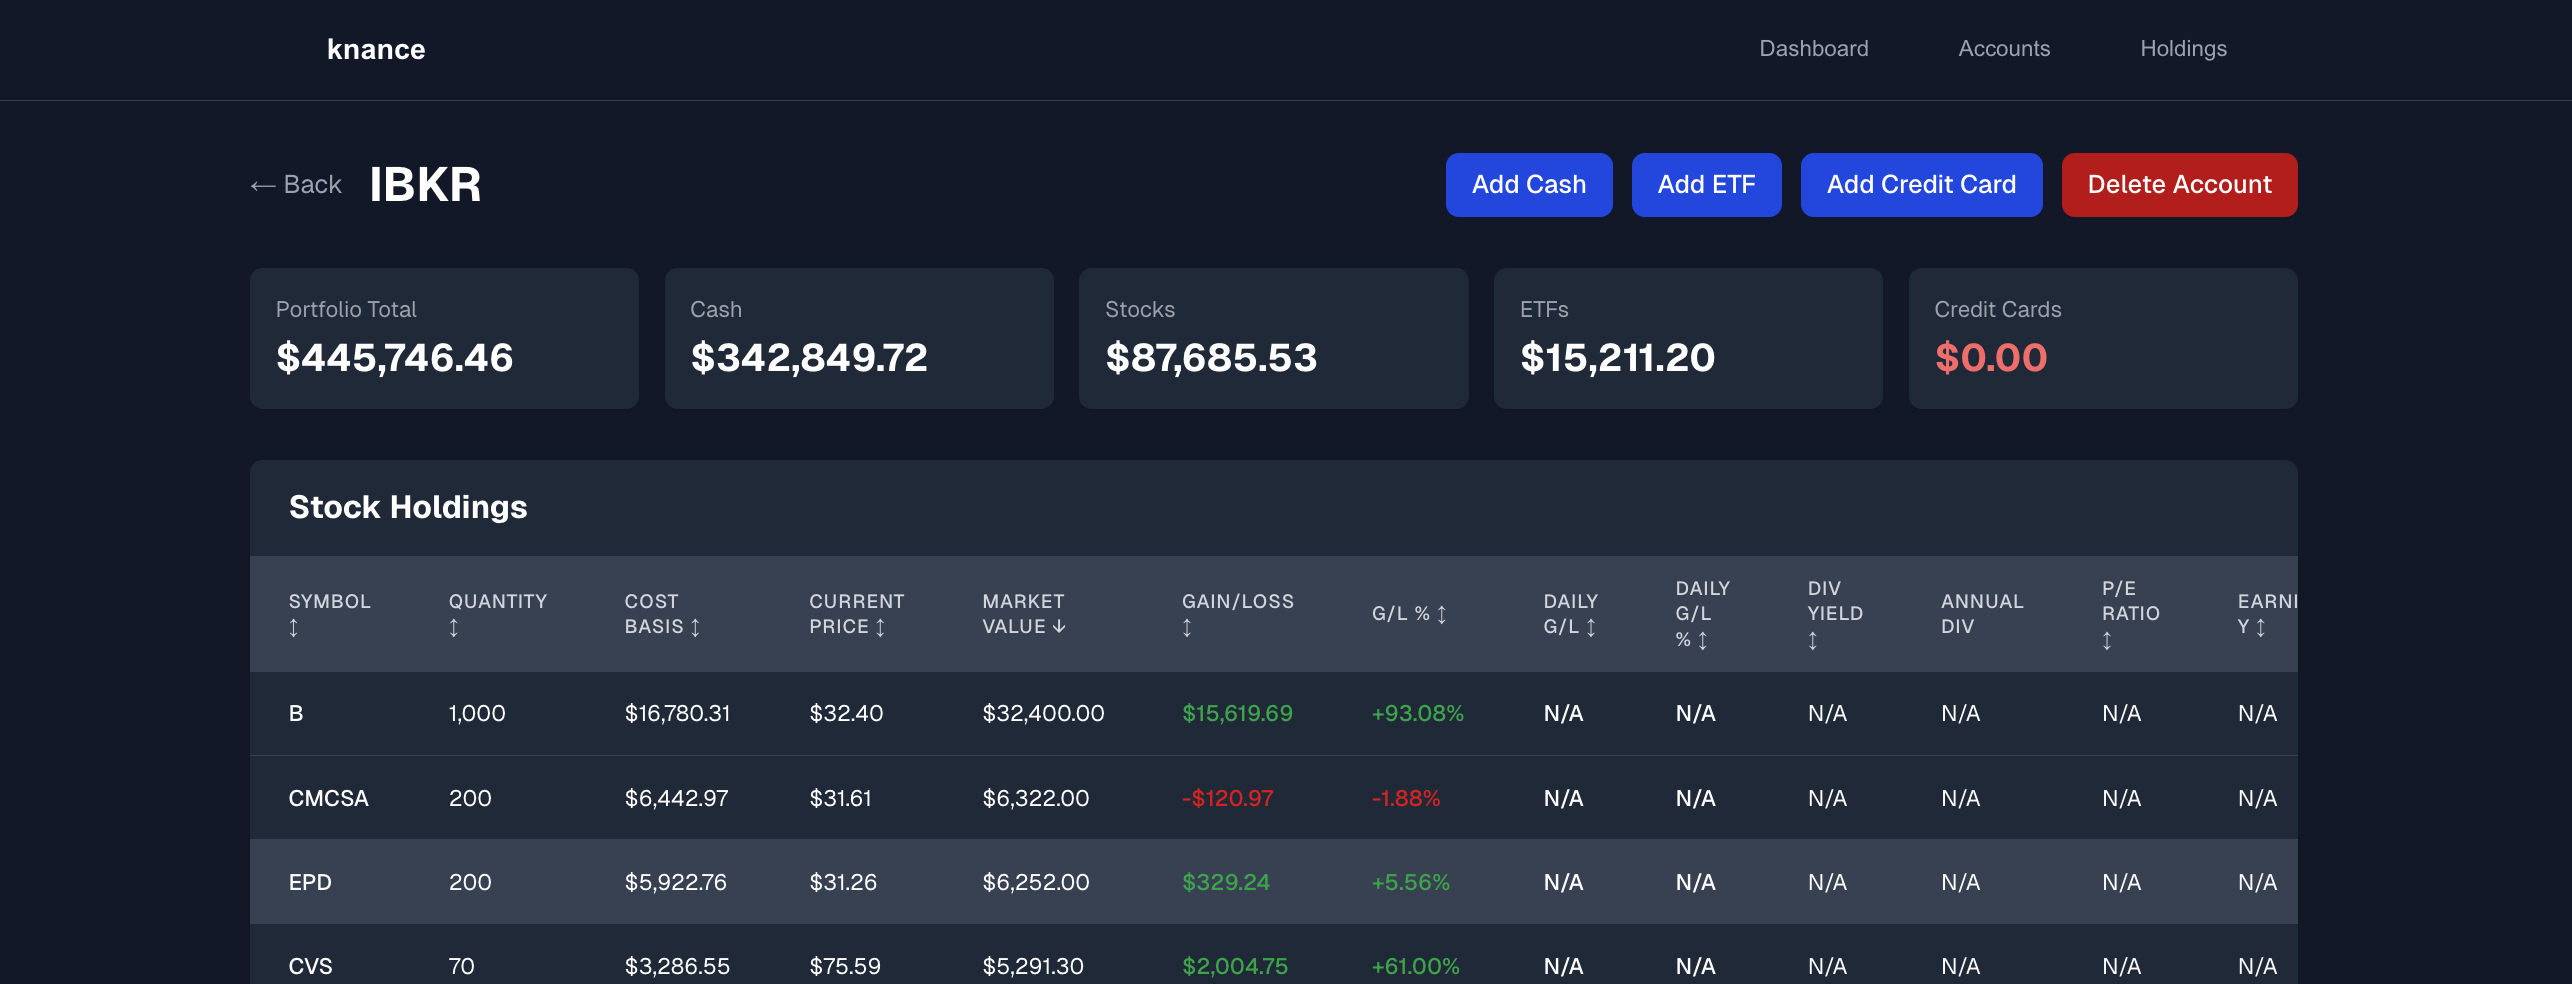 knance
Dashboard Accounts Holdings
← Back IBKR
Add Cash Add ETF Add Credit Card Delete Account
Portfolio Total Cash Stocks ETFs Credit Cards
$445,746.46 $342,849.72 $87,685.53 $15,211.20 $0.00
Stock Holdings
SYMBOL ↕ QUANTITY ↕ COST BASIS ↕ CURRENT PRICE ↕ MARKET VALUE ↓ GAIN/LOSS ↕ G/L % ↕ DAILY G/L ↕ DAILY G/L % ↕ DIV YIELD ↕ ANNUAL DIV P/E RATIO ↕ EARNI Y ↕
B 1,000 $16,780.31 $32.40 $32,400.00 $15,619.69 +93.08% N/A N/A N/A N/A N/A N/A
CMCSA 200 $6,442.97 $31.61 $6,322.00 -$120.97 -1.88% N/A N/A N/A N/A N/A N/A
EPD 200 $5,922.76 $31.26 $6,252.00 $329.24 +5.56% N/A N/A N/A N/A N/A N/A
CVS 70 $3,286.55 $75.59 $5,291.30 $2,004.75 +61.00% N/A N/A N/A N/A N/A N/A